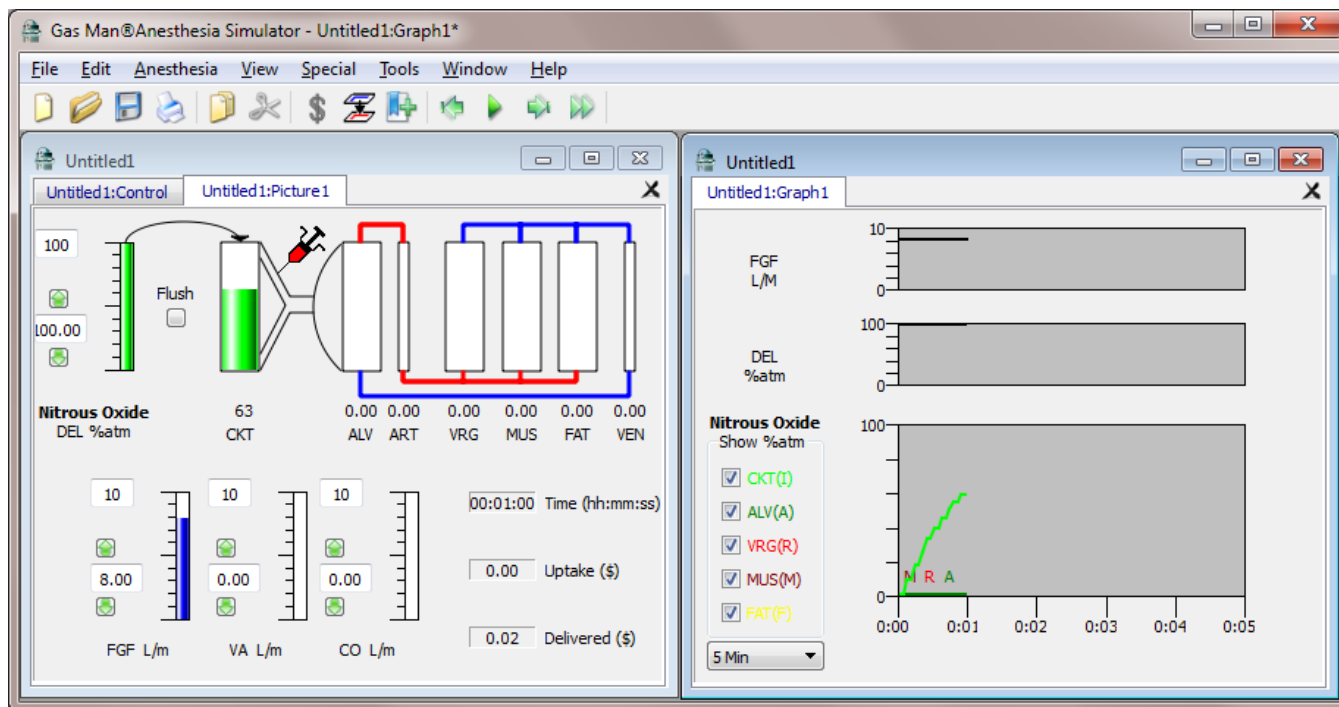 Gas Man®Anesthesia Simulator - Untitled1:Graph1*
File Edit Anesthesia View Special Tools Window Help
$
Untitled1
Untitled1:Control Untitled1:Picture1
100
Flush
100.00
Nitrous Oxide
DEL %atm
63 0.00 0.00 0.00 0.00 0.00 0.00
CKT ALV ART VRG MUS FAT VEN
10 10 10
00:01:00 Time (hh:mm:ss)
8.00 0.00 0.00
0.00 Uptake ($)
0.02 Delivered ($)
FGF L/m VA L/m CO L/m
Untitled1
Untitled1:Graph1
10
FGF
L/M
0
100
DEL
%atm
0
Nitrous Oxide
Show %atm
100
CKT(I)
ALV(A)
VRG(R)
MUS(M)
FAT(F)
M R A
0
0:00 0:01 0:02 0:03 0:04 0:05
5 Min